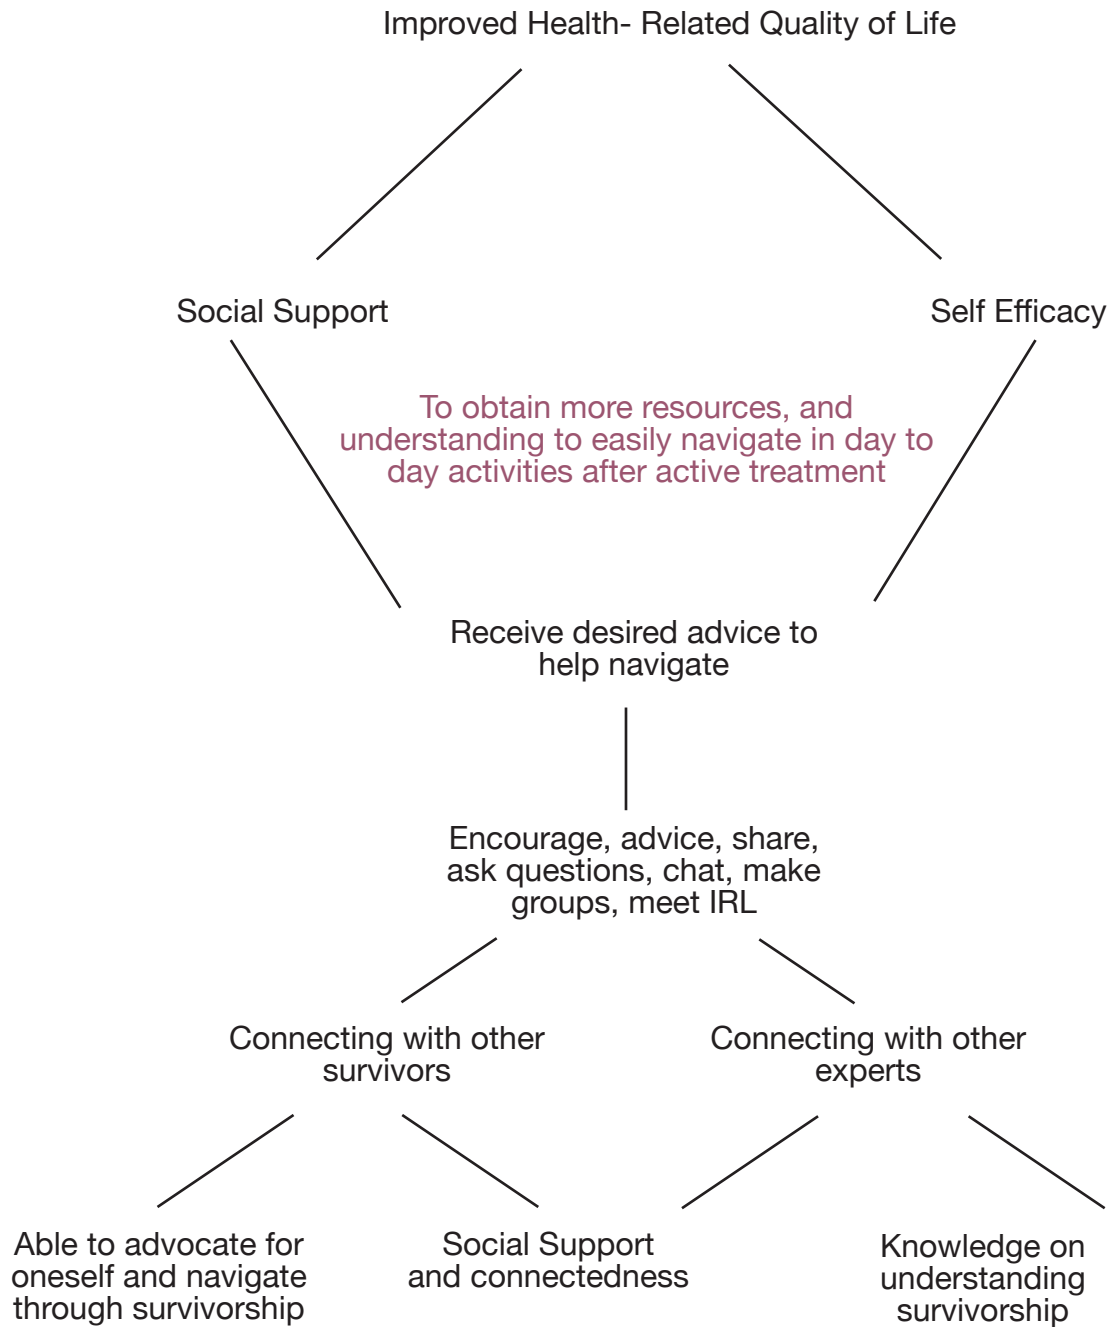 Improved Health- Related Quality of Life
Social Support
Self Efficacy
To obtain more resources, and
understanding to easily navigate in day to
day activities after active treatment
Receive desired advice to
help navigate
Encourage, advice, share,
ask questions, chat, make
groups, meet IRL
Connecting with other
survivors
Connecting with other
experts
Able to advocate for
oneself and navigate
through survivorship
Social Support
and connectedness
Knowledge on
understanding
survivorship